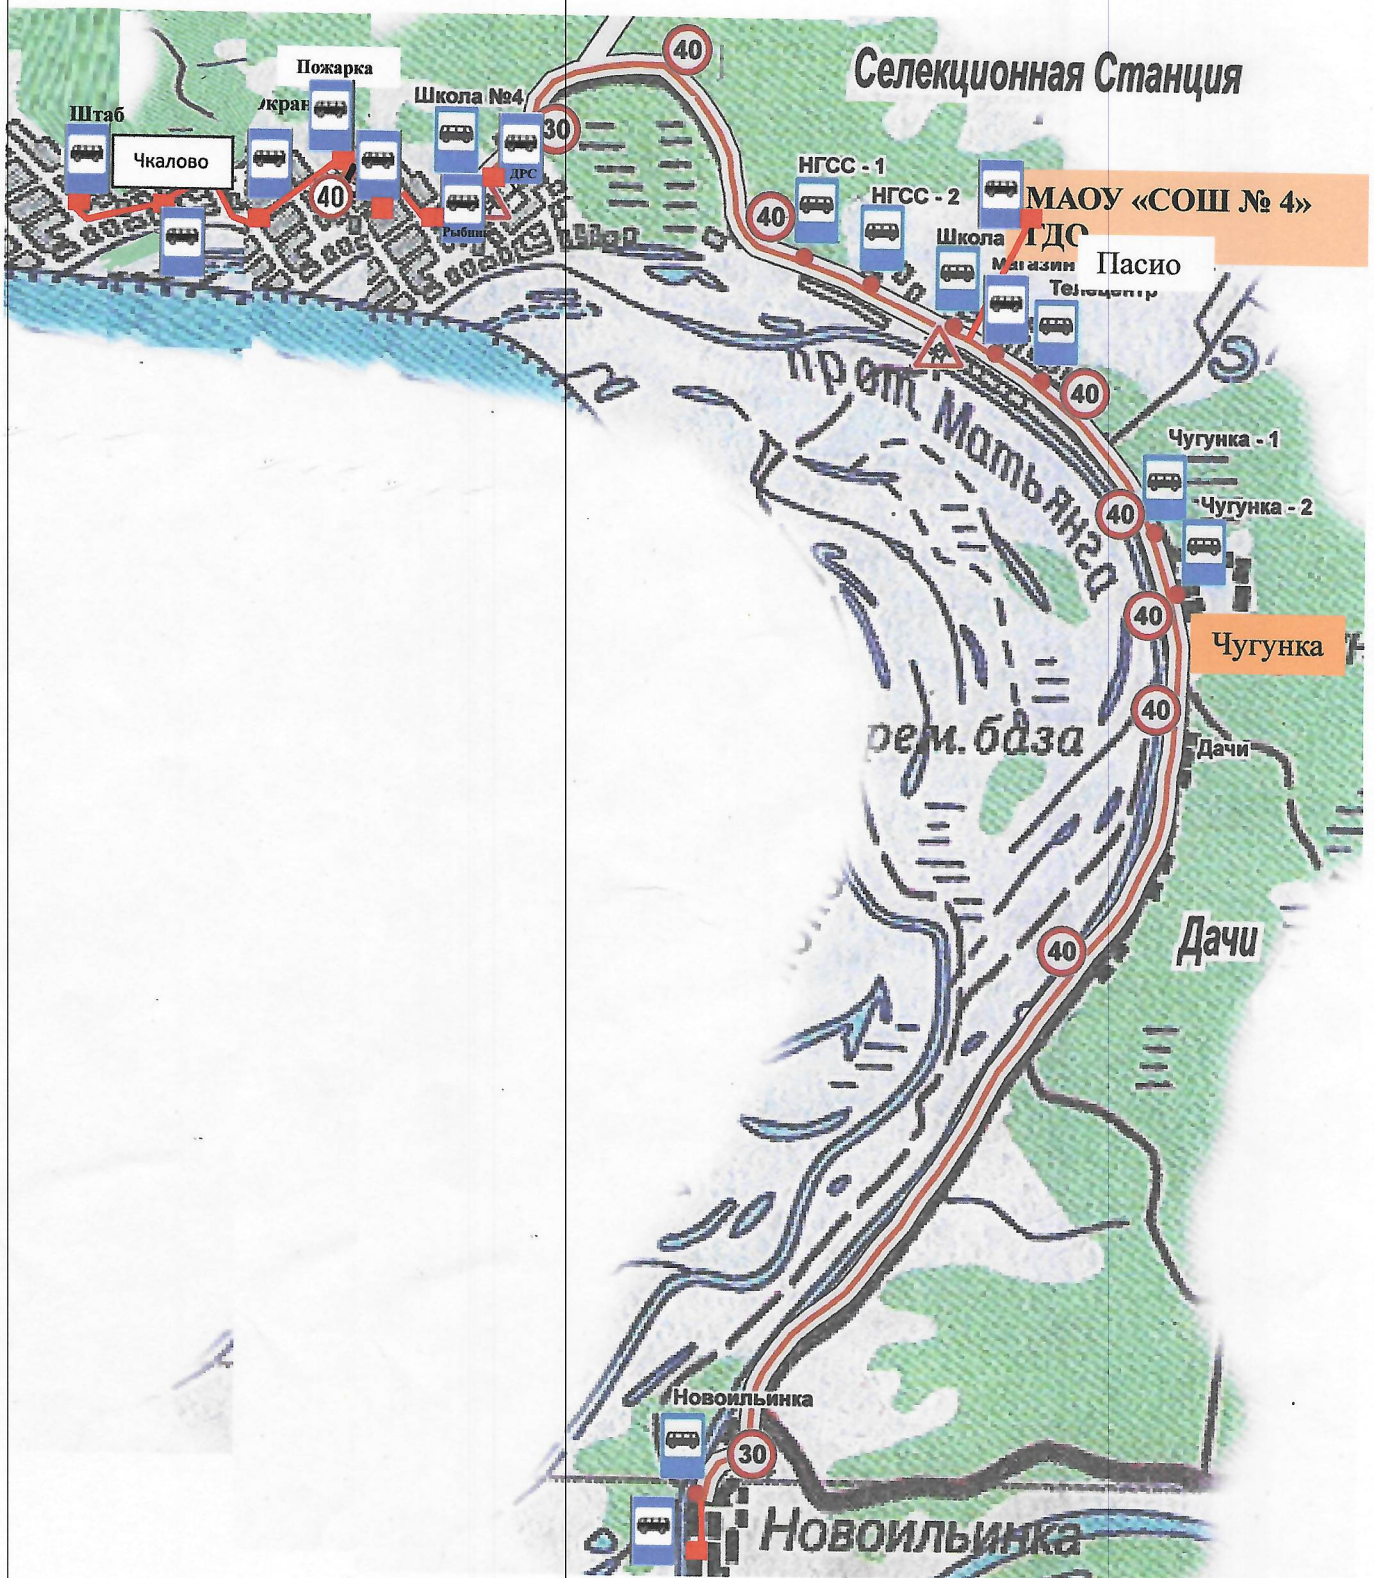 Селекционная Станция
40
Пожарка
Школа №4
Штаб
Чкалово
30
ДРС
40
НГСС - 1
НГСС - 2
40
МАОУ «СОШ № 4»
Школа
Пасио
магазин
Телецентр
прот. Матьянга
40
Чугунка - 1
40
Чугунка - 2
40
Чугунка
40
рем. база
Дачи
Дачи
40
Новоильинка
30
Новоильинка